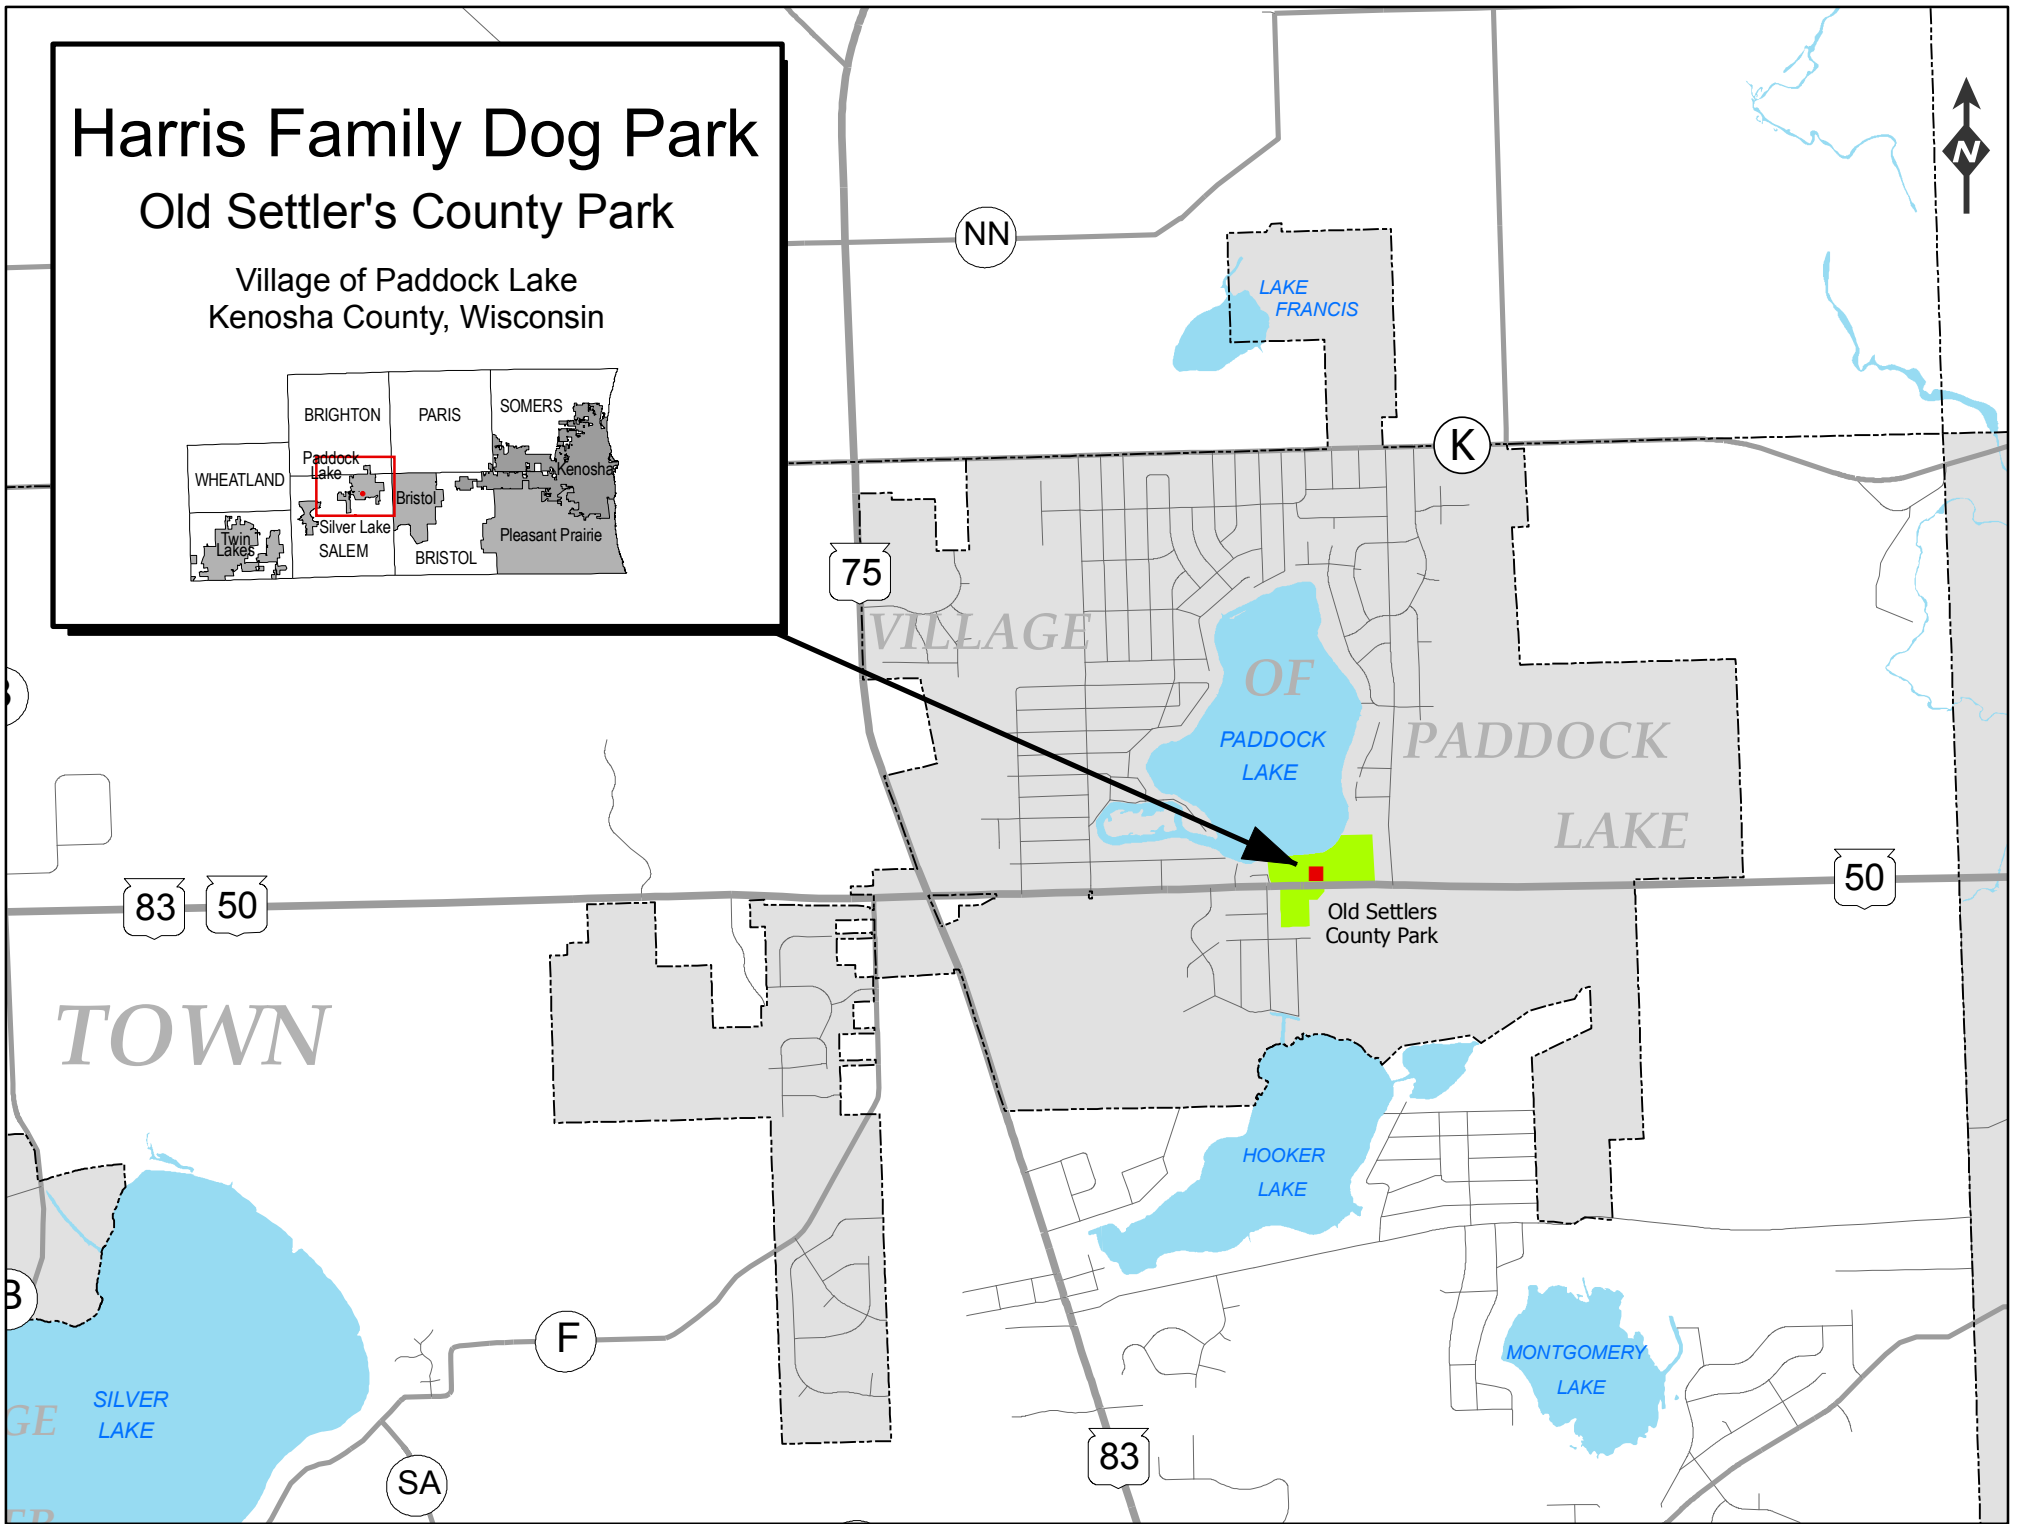 Harris Family Dog Park
Old Settler's County Park
Village of Paddock Lake
Kenosha County, Wisconsin
BRIGHTON
PARIS
SOMERS
WHEATLAND
Paddock
Lake
Bristol
Kenosha
Silver Lake
SALEM
BRISTOL
Pleasant Prairie
Twin
Lakes
NN
LAKE
FRANCIS
N
K
75
VILLAGE
OF
PADDOCK
LAKE
PADDOCK
LAKE
83
50
50
Old Settlers
County Park
TOWN
HOOKER
LAKE
B
F
SILVER
LAKE
GE
SA
ER
83
MONTGOMERY
LAKE